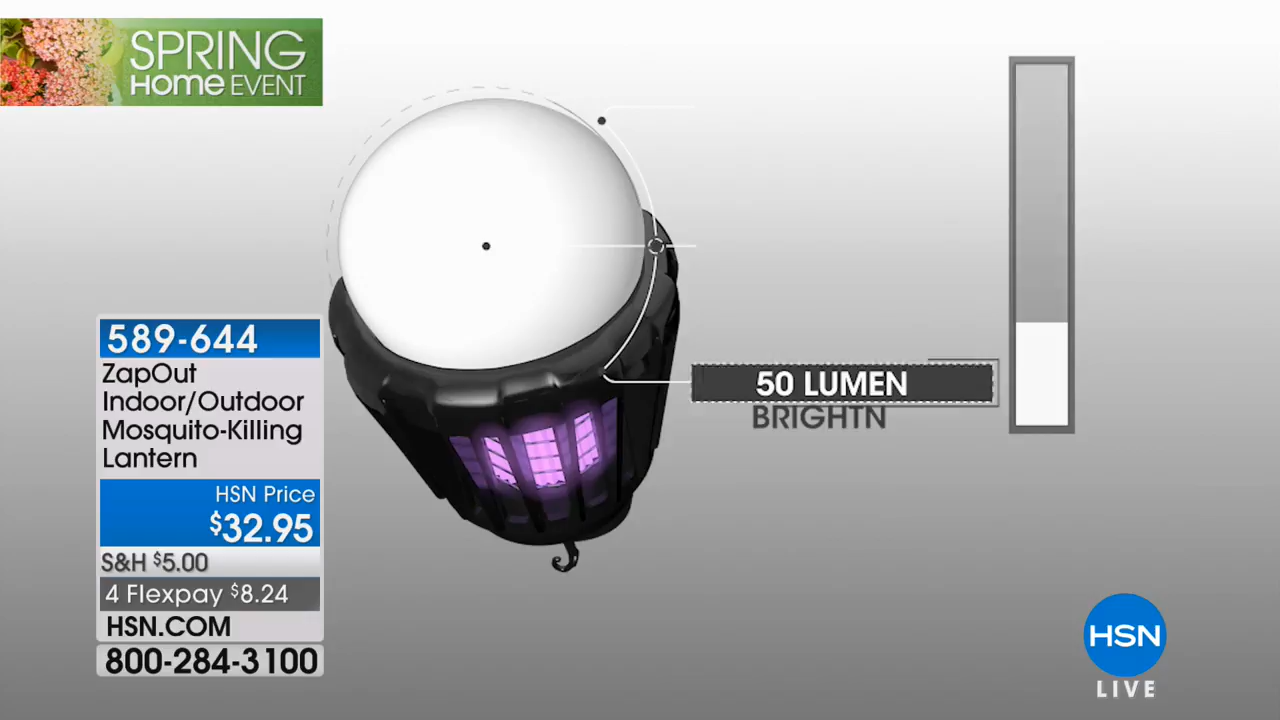 SPRING
Home EVENT
50 LUMEN
BRIGHTN
589-644
ZapOut
Indoor/Outdoor
Mosquito-Killing
Lantern
HSN Price
$32.95
S&H $5.00
4 Flexpay $8.24
HSN.COM
800-284-3100
HSN
LIVE